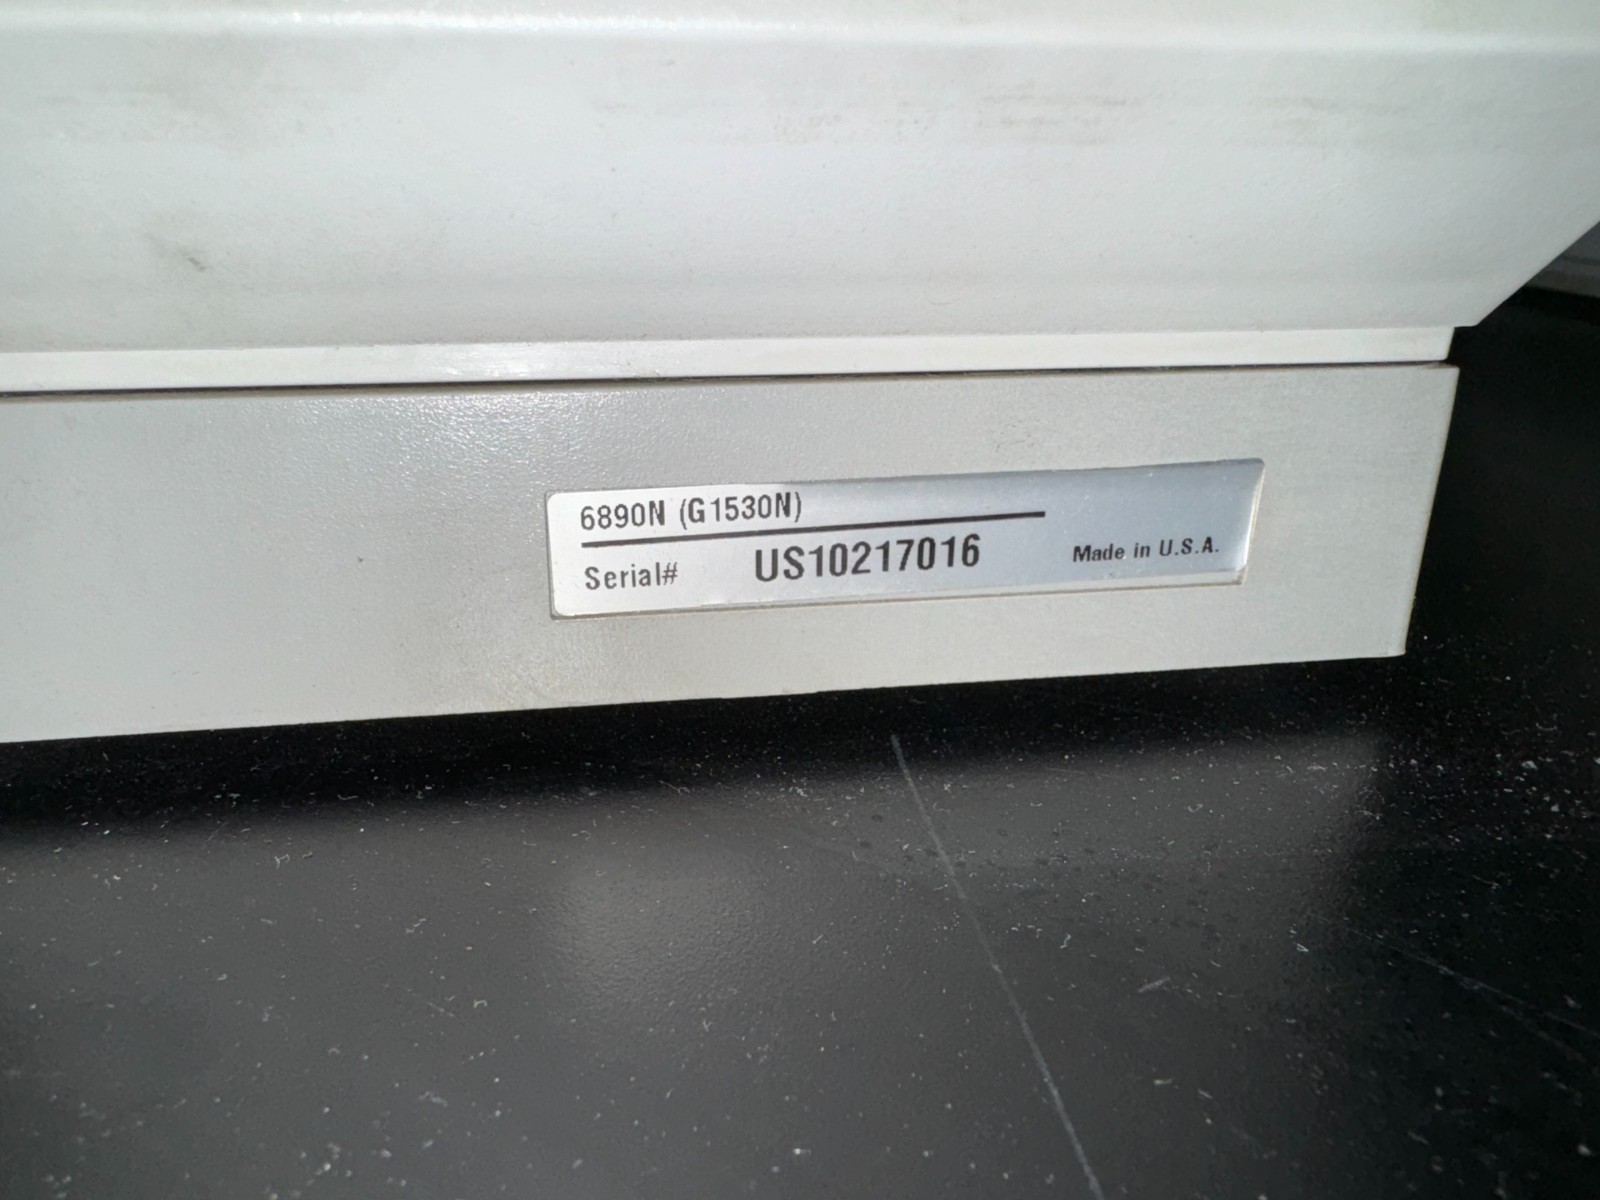 6890N (G1530N)
Serial# US10217016 Made in U.S.A.